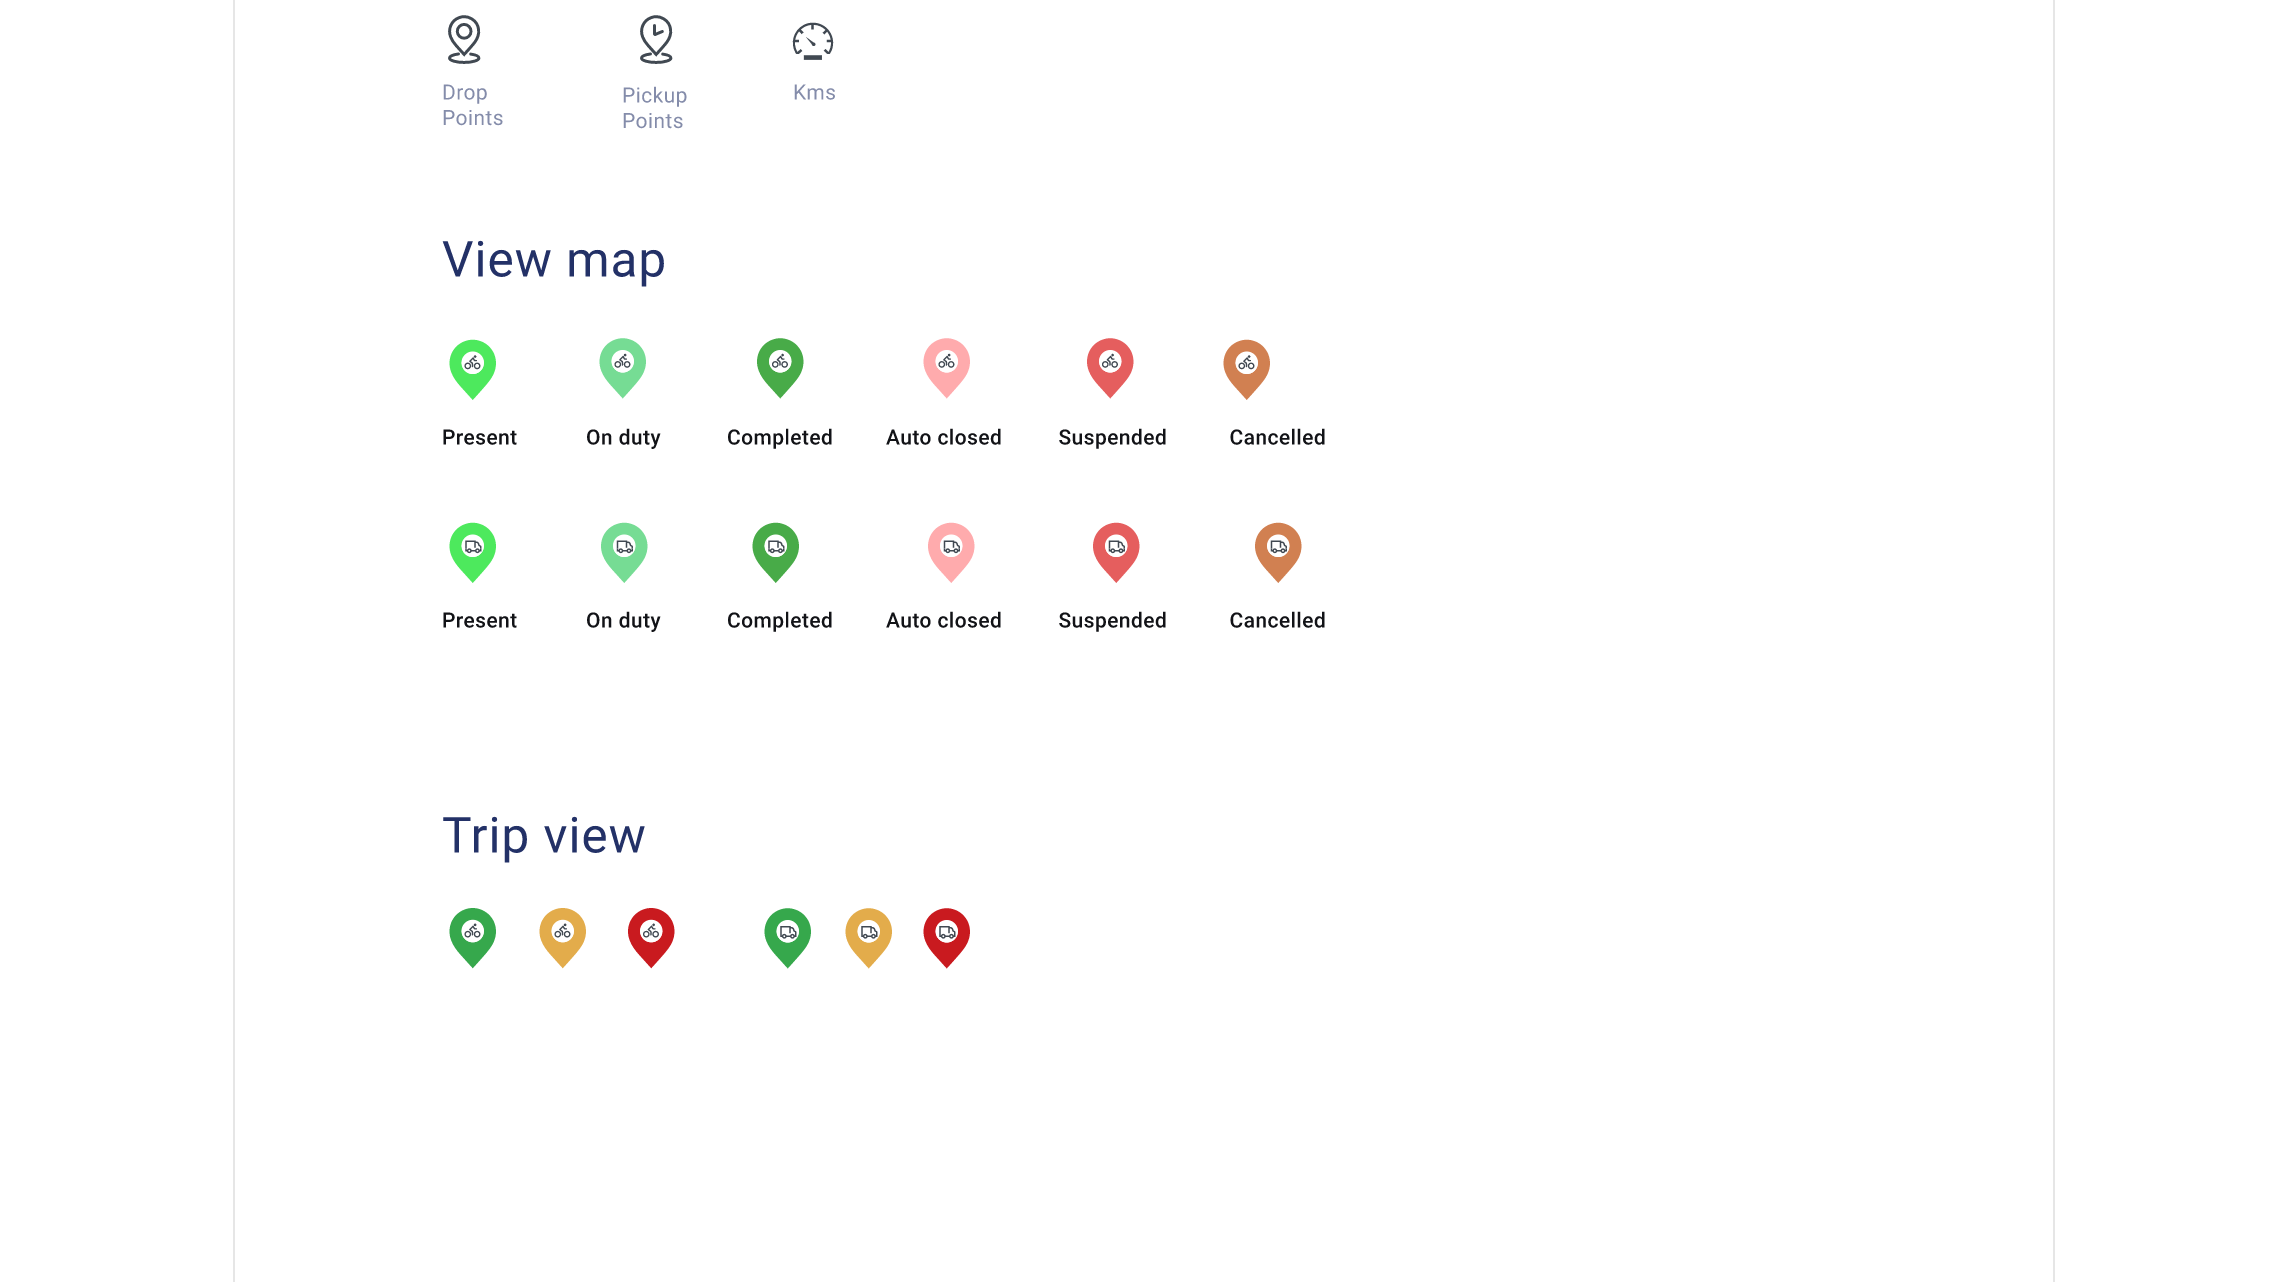 Drop
Points
Pickup
Points
Kms
View map
Present On duty Completed Auto closed Suspended Cancelled
Present On duty Completed Auto closed Suspended Cancelled
Trip view